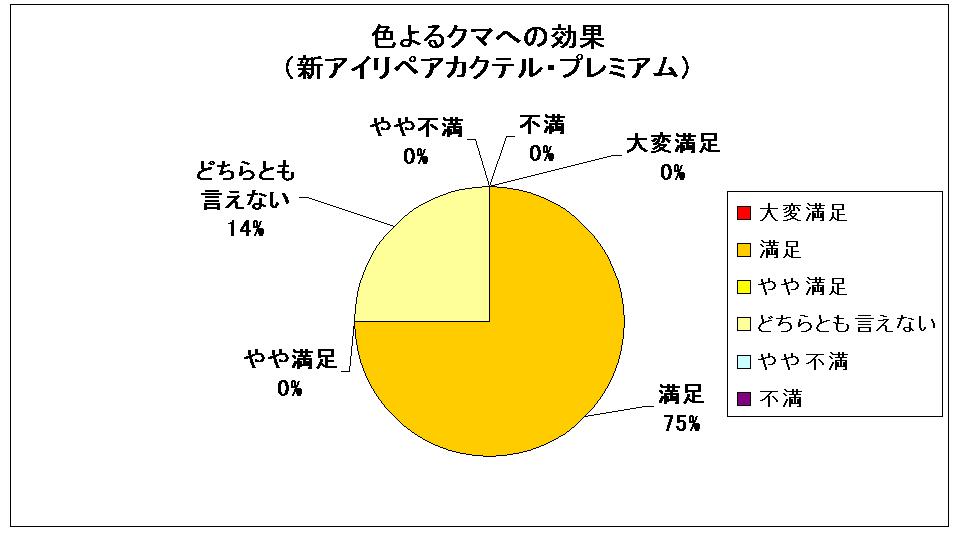 色よるクマへの効果
（新アイリペアカクテル・プレミアム）
やや不満
0%
不満
0%
大変満足
0%
どちらとも
言えない
14%
やや満足
0%
満足
75%
大変満足
満足
やや満足
どちらとも言えない
やや不満
不満